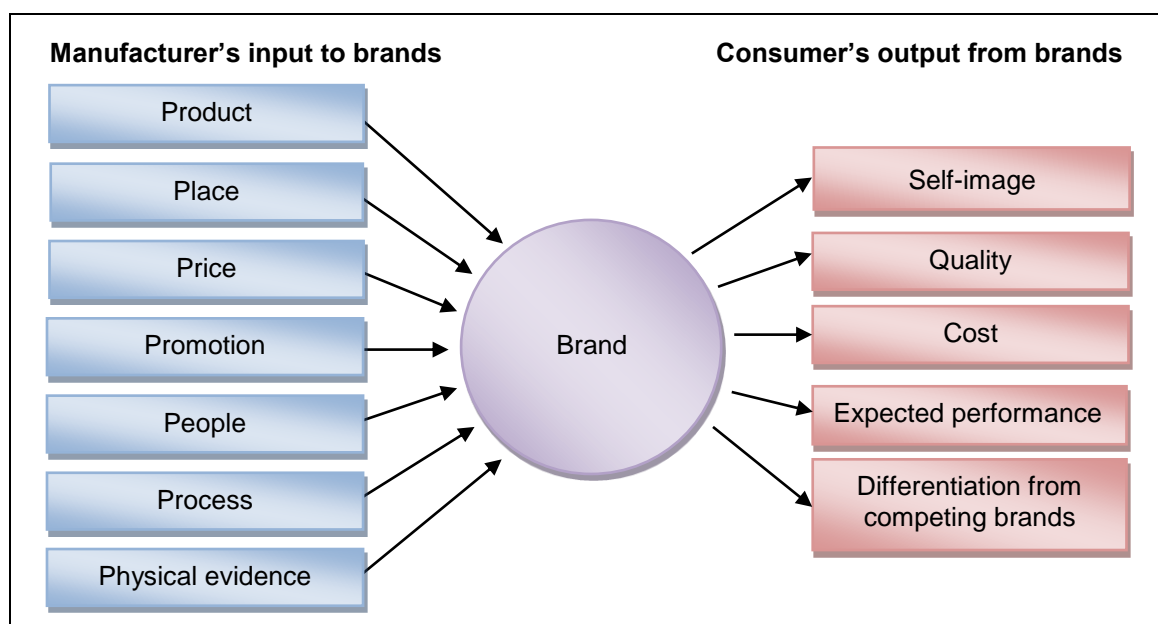 Manufacturer’s input to brands
Product
Place
Price
Promotion
People
Process
Physical evidence
Brand
Consumer’s output from brands
Self-image
Quality
Cost
Expected performance
Differentiation from
competing brands